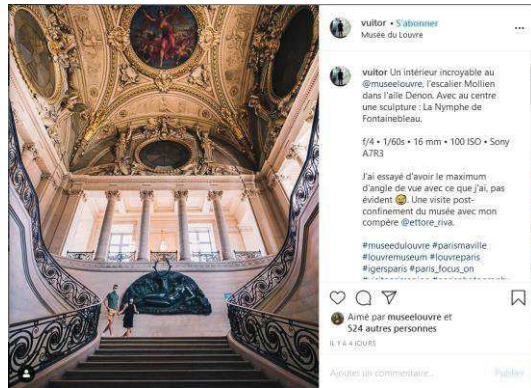 vuitor • S'abonner
Musée du Louvre
vuitor Un intérieur incroyable au
@museelouvre, l'escalier Mollien
dans l'aile Denon. Avec au centre
une sculpture : La Nymphe de
Fontainebleau.
f/4 • 1/60s • 16 mm • 100 ISO • Sony
A7R3
J'ai essayé d'avoir le maximum
d'angle de vue avec ce que j'ai, pas
évident 😅. Une visite post-
confinement du musée avec mon
compère @ettore_riva.
#museedulouvre #parismaville
#louvremuseum #louvreparis
#igersparis #paris_focus_on
Aimé par museelouvre et
524 autres personnes
IL Y A 4 JOURS
Ajouter un commentaire... Publier